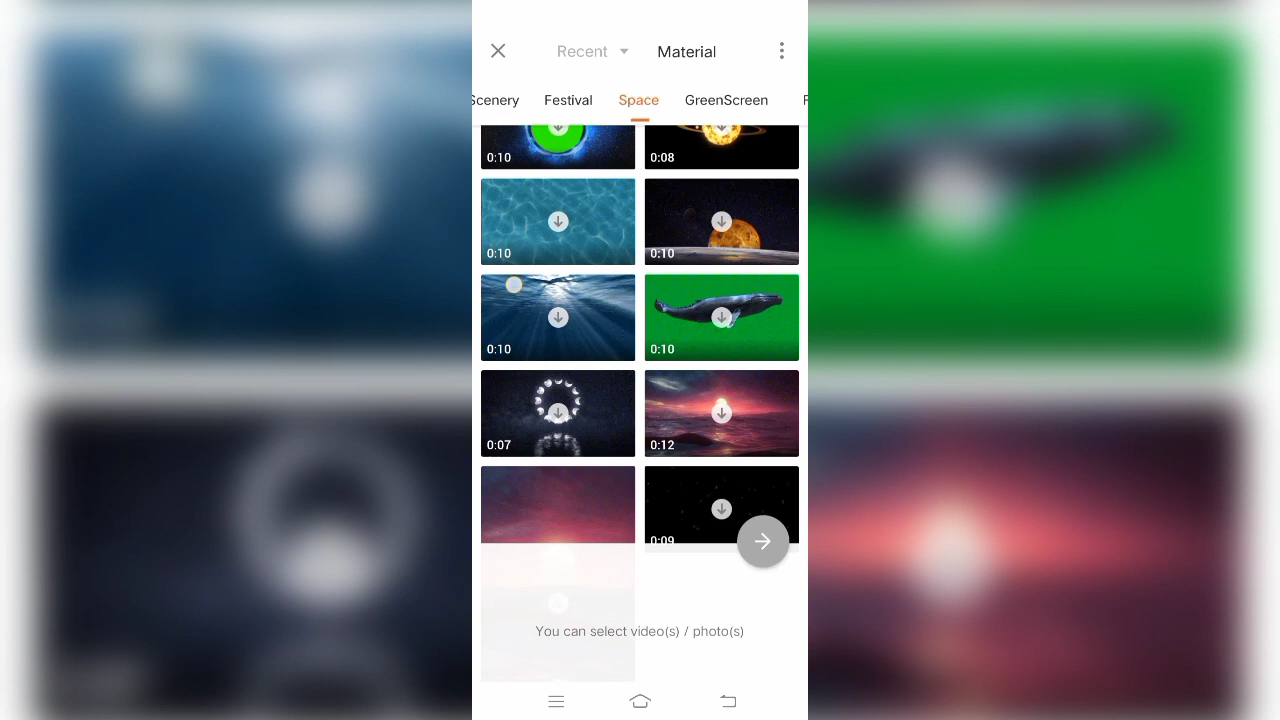 Recent Material
Scenery Festival Space GreenScreen F
0:10 0:08
0:10 0:10
0:10 0:10
0:07 0:12
0:09
You can select video(s) / photo(s)